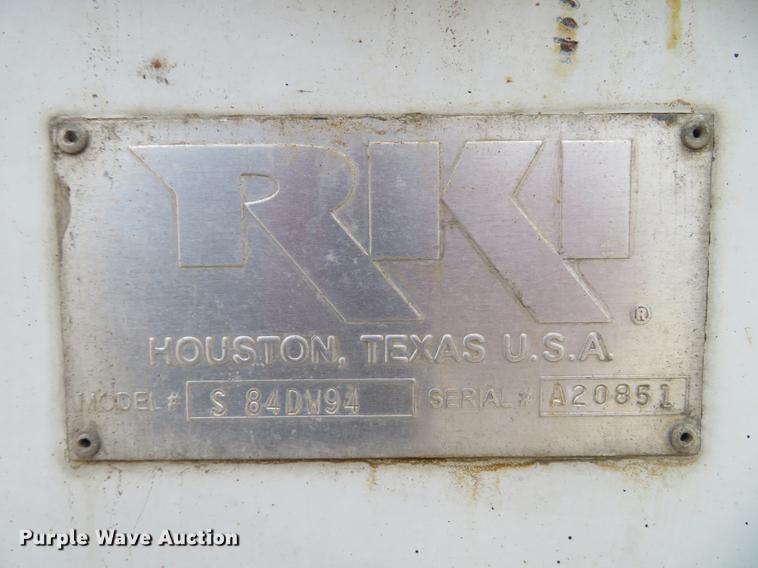 RKI®
HOUSTON, TEXAS U.S.A.
MODEL # S 84DW94 SERIAL # A20851
Purple Wave Auction